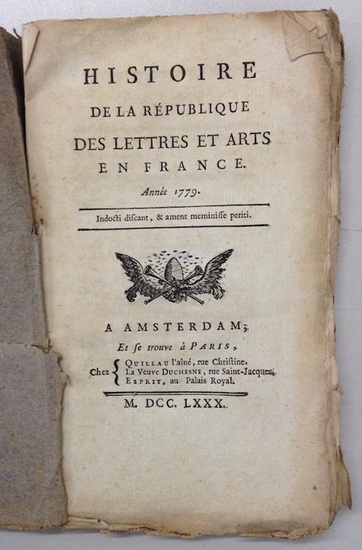 HISTOIRE
DE LA RÉPUBLIQUE
DES LETTRES ET ARTS
EN FRANCE.
Année 1779.
Indocti discant, & ament meminisse periti.
A AMSTERDAM;
Et se trouve à PARIS,
QUILLAU l'aîné, rue Christine.
Chez { La Veuve DUCHESNE, rue Saint-Jacques;
ESPRIT, au Palais Royal.
M. DCC. LXXX.